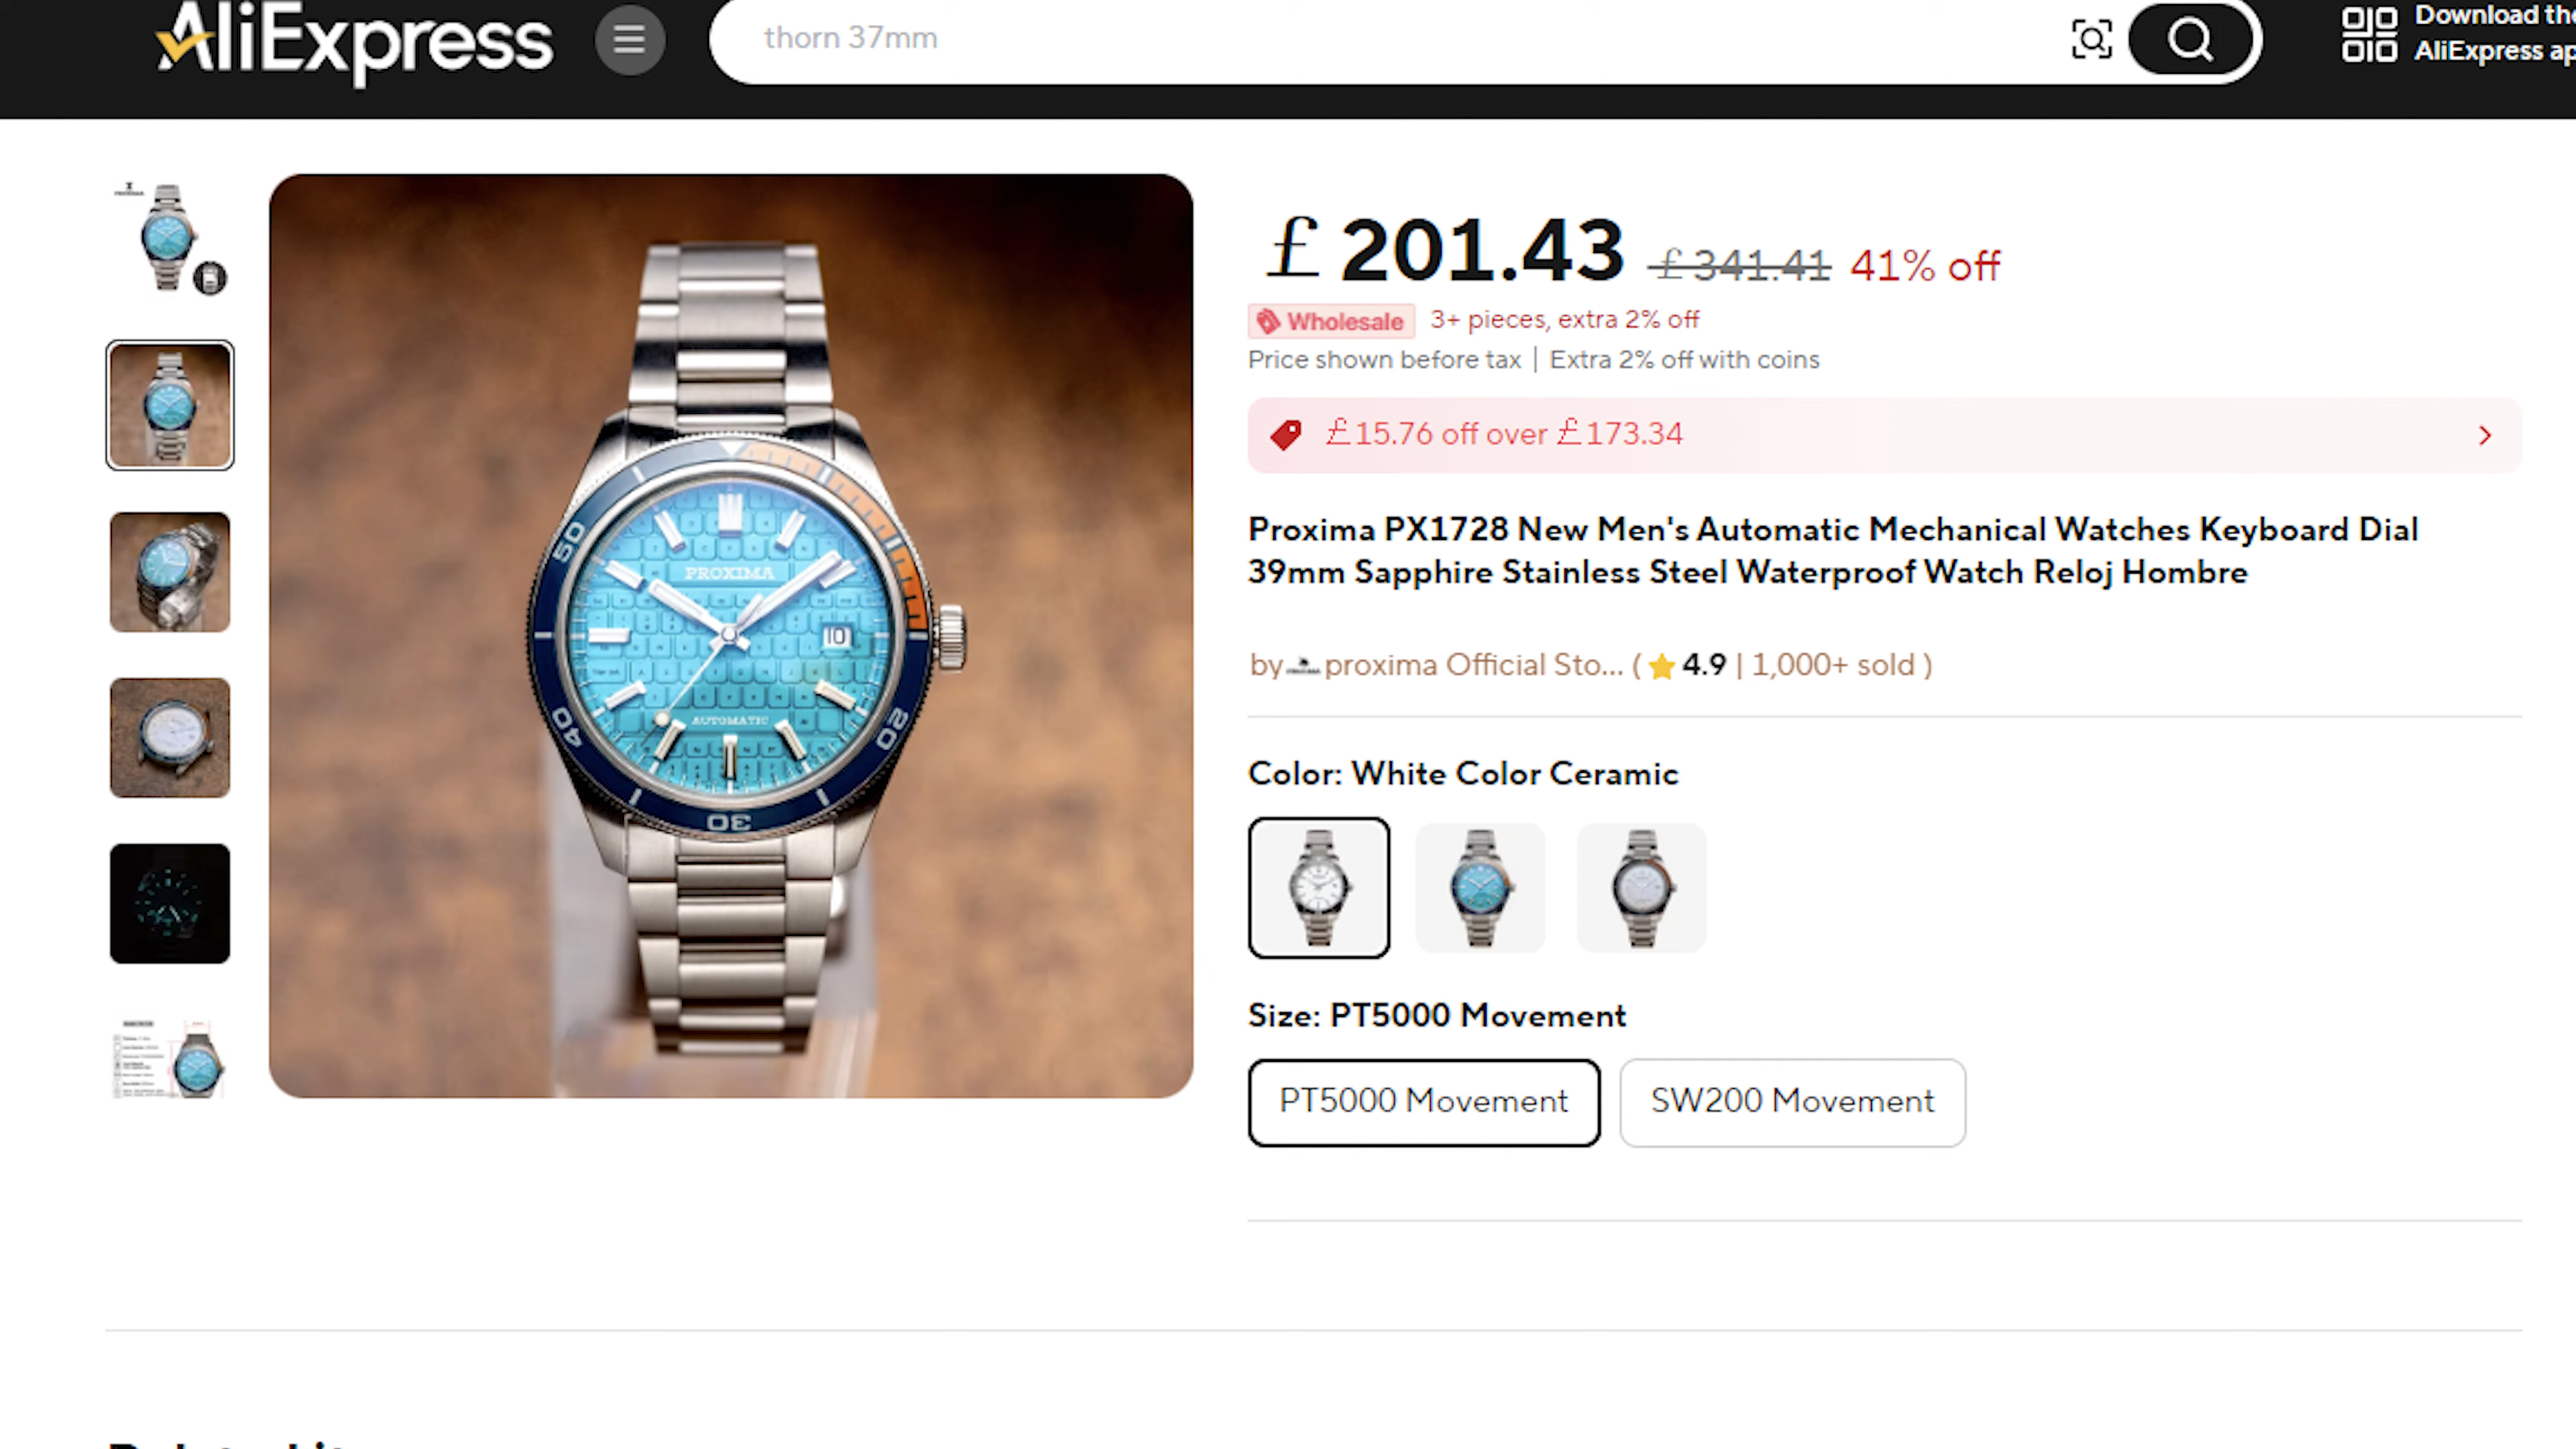 AliExpress
thorn 37mm
Download the
AliExpress ap
£201.43 £341.41 41% off
Wholesale 3+ pieces, extra 2% off
Price shown before tax | Extra 2% off with coins
£15.76 off over £173.34
Proxima PX1728 New Men's Automatic Mechanical Watches Keyboard Dial
39mm Sapphire Stainless Steel Waterproof Watch Reloj Hombre
by proxima Official Sto... ( 4.9 | 1,000+ sold )
Color: White Color Ceramic
Size: PT5000 Movement
PT5000 Movement
SW200 Movement
50
PROXIMA
10
AUTOMATIC
40
20
30